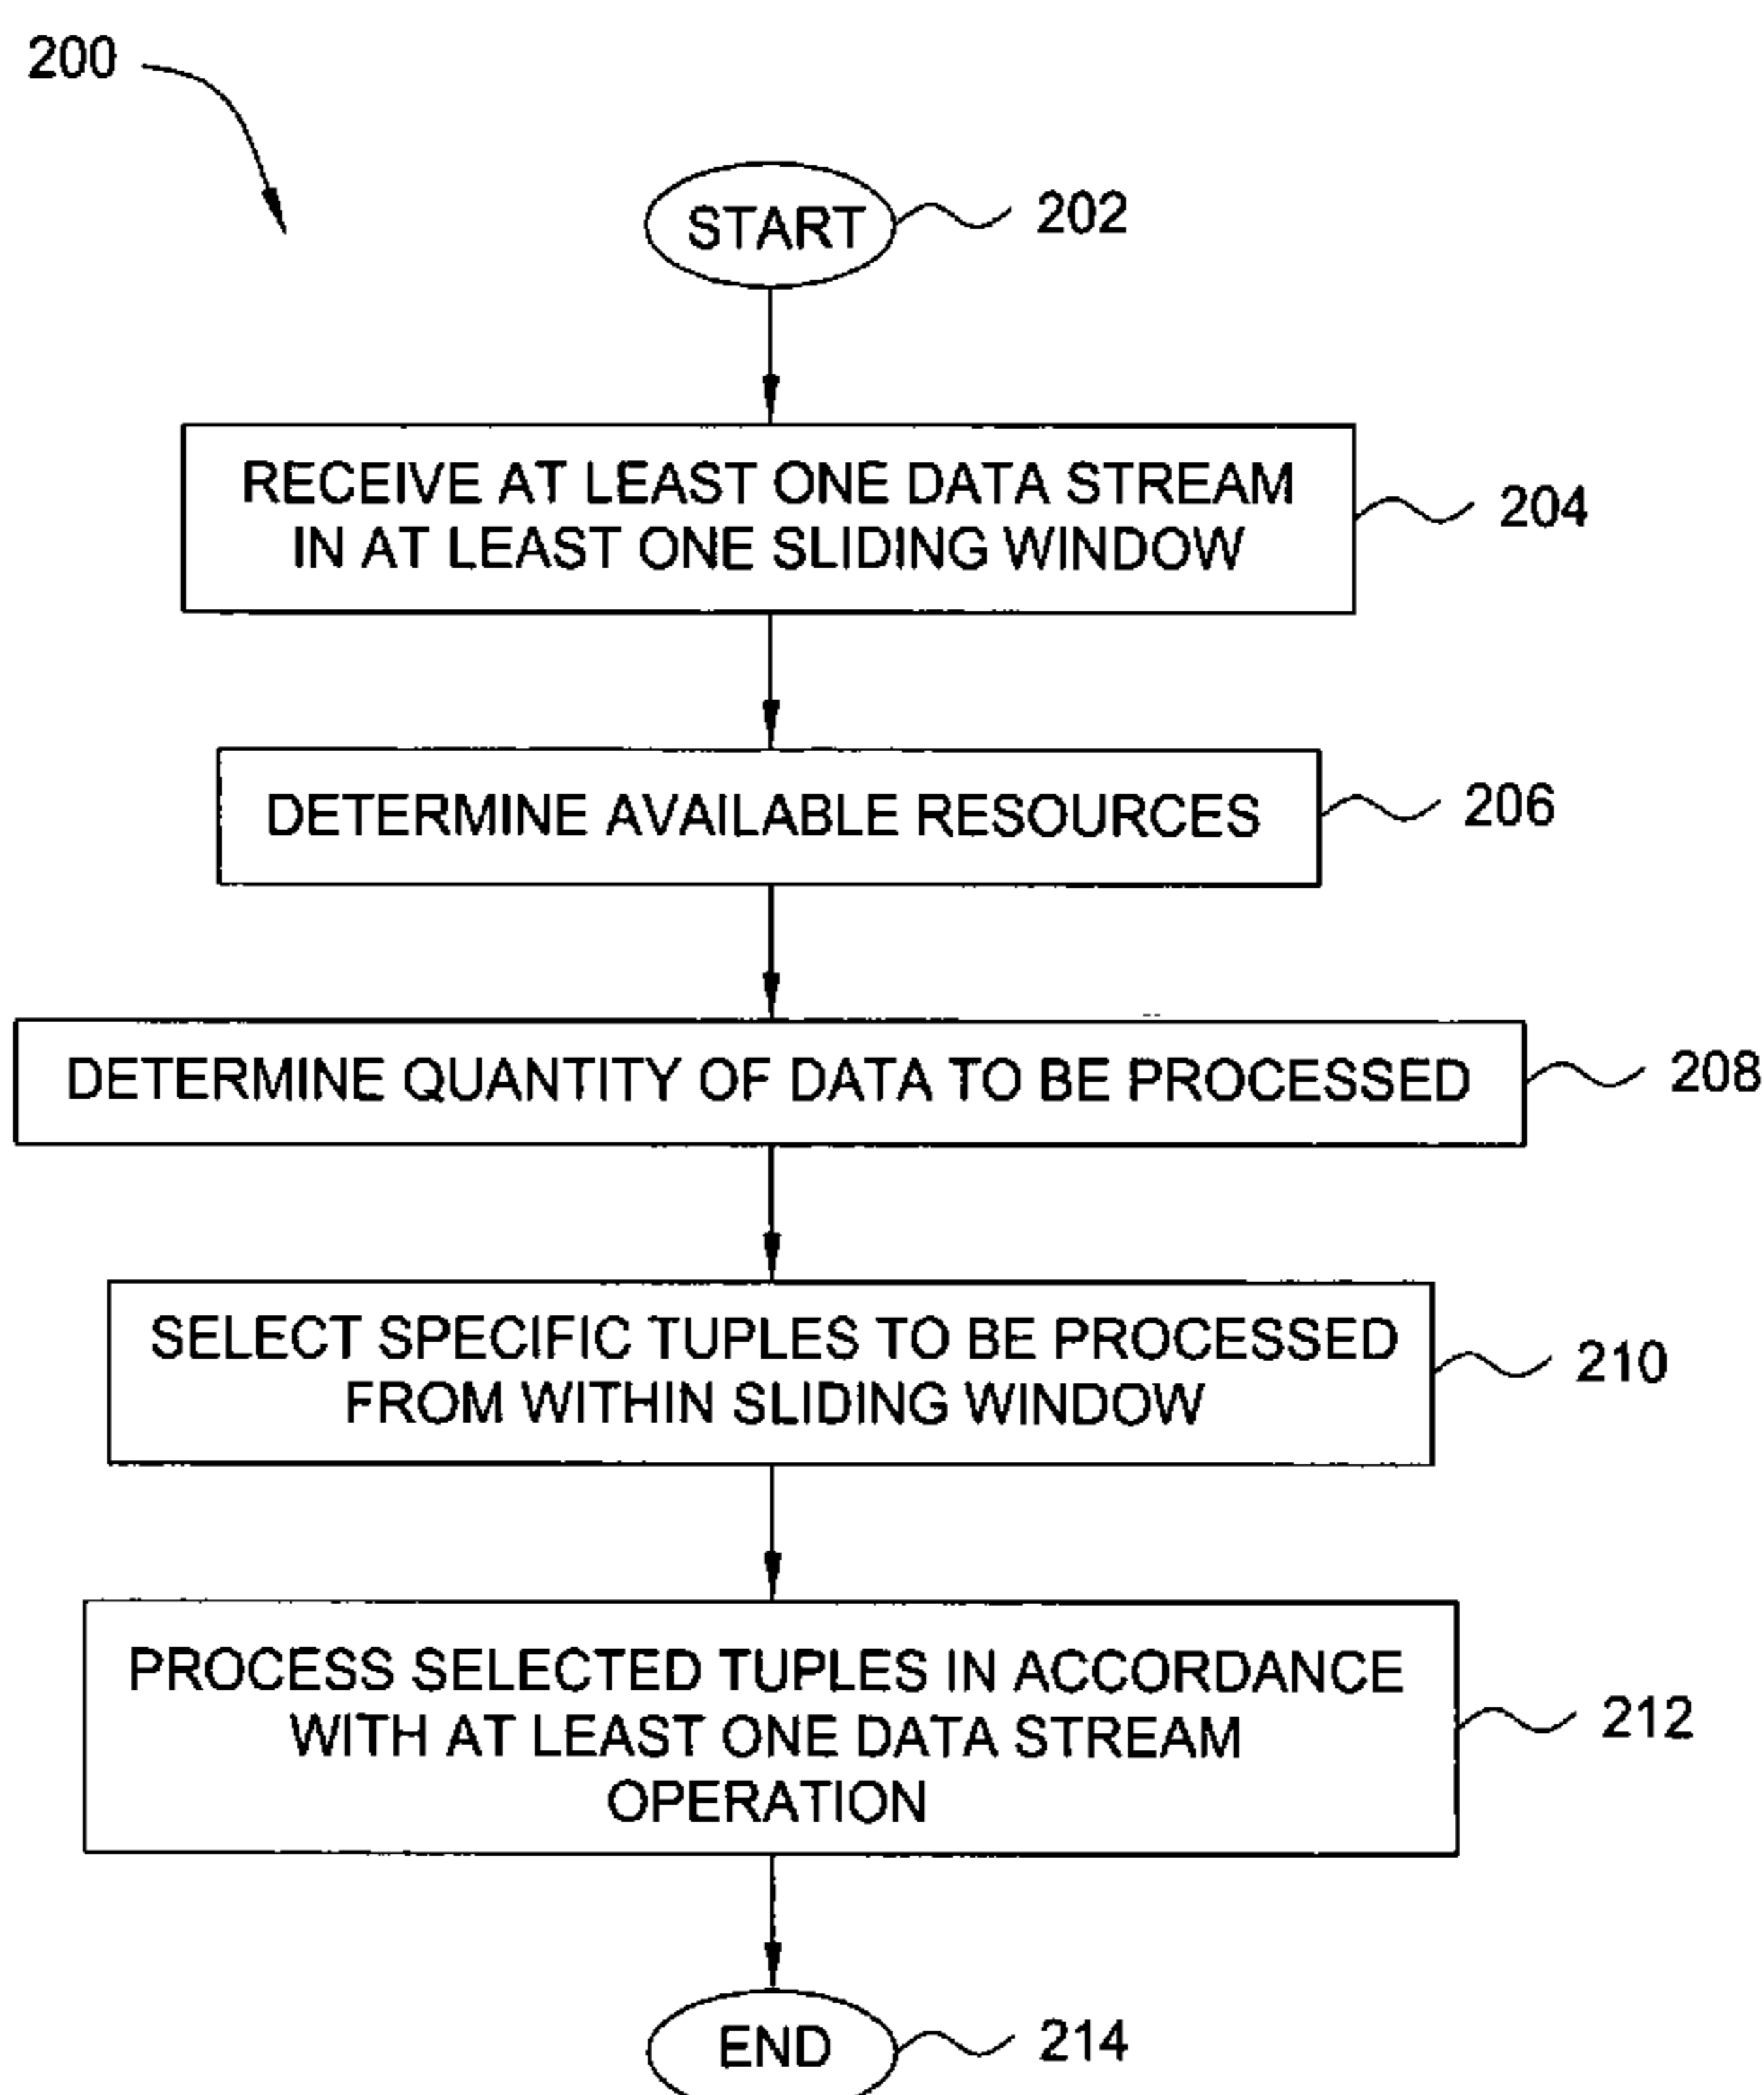 200
START
202
RECEIVE AT LEAST ONE DATA STREAM
IN AT LEAST ONE SLIDING WINDOW
204
DETERMINE AVAILABLE RESOURCES
206
DETERMINE QUANTITY OF DATA TO BE PROCESSED
208
SELECT SPECIFIC TUPLES TO BE PROCESSED
FROM WITHIN SLIDING WINDOW
210
PROCESS SELECTED TUPLES IN ACCORDANCE
WITH AT LEAST ONE DATA STREAM
OPERATION
212
END
214